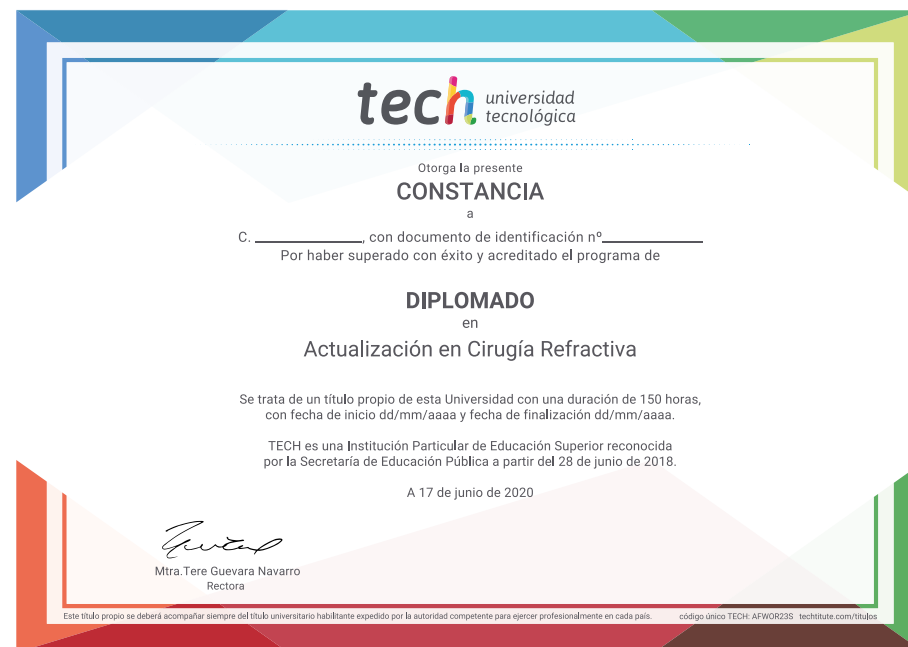 tech universidad
tecnológica
Otorga la presente
CONSTANCIA
a
C. ____________, con documento de identificación nº____________
Por haber superado con éxito y acreditado el programa de
DIPLOMADO
en
Actualización en Cirugía Refractiva
Se trata de un título propio de esta Universidad con una duración de 150 horas,
con fecha de inicio dd/mm/aaaa y fecha de finalización dd/mm/aaaa.
TECH es una Institución Particular de Educación Superior reconocida
por la Secretaría de Educación Pública a partir del 28 de junio de 2018.
A 17 de junio de 2020
Mtra.Tere Guevara Navarro
Rectora
Este título propio se deberá acompañar siempre del título universitario habilitante expedido por la autoridad competente para ejercer profesionalmente en cada país. código único TECH: AFWOR23S techtitute.com/titulos